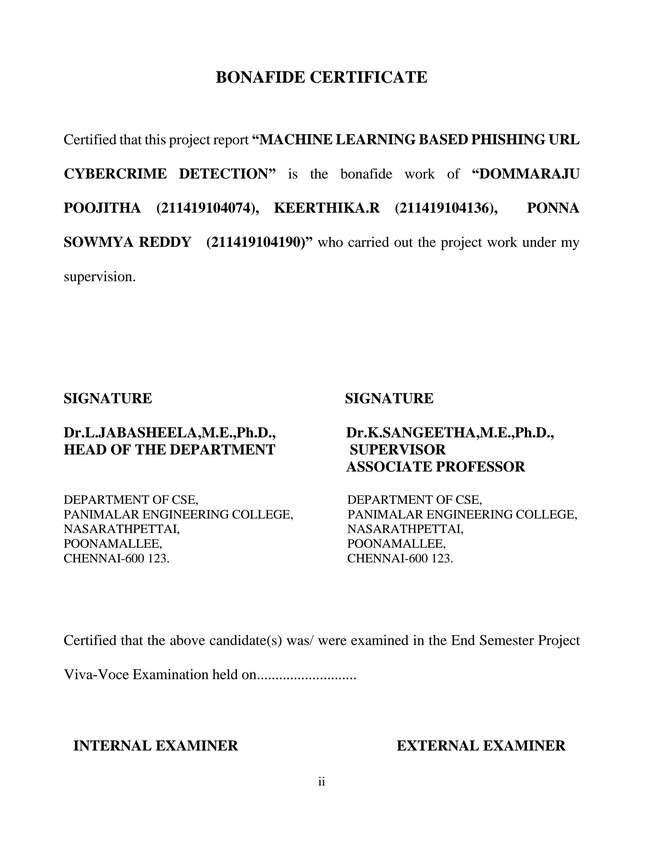 BONAFIDE CERTIFICATE
Certified that this project report “MACHINE LEARNING BASED PHISHING URL
CYBERCRIME DETECTION” is the bonafide work of “DOMMARAJU
POOJITHA (211419104074), KEERTHIKA.R (211419104136), PONNA
SOWMYA REDDY (211419104190)” who carried out the project work under my
supervision.
SIGNATURE
Dr.L.JABASHEELA,M.E.,Ph.D.,
HEAD OF THE DEPARTMENT
DEPARTMENT OF CSE,
PANIMALAR ENGINEERING COLLEGE,
NASARATHPETTAI,
POONAMALLEE,
CHENNAI-600 123.
SIGNATURE
Dr.K.SANGEETHA,M.E.,Ph.D.,
SUPERVISOR
ASSOCIATE PROFESSOR
DEPARTMENT OF CSE,
PANIMALAR ENGINEERING COLLEGE,
NASARATHPETTAI,
POONAMALLEE,
CHENNAI-600 123.
Certified that the above candidate(s) was/ were examined in the End Semester Project
Viva-Voce Examination held on...........................
INTERNAL EXAMINER
EXTERNAL EXAMINER
ii